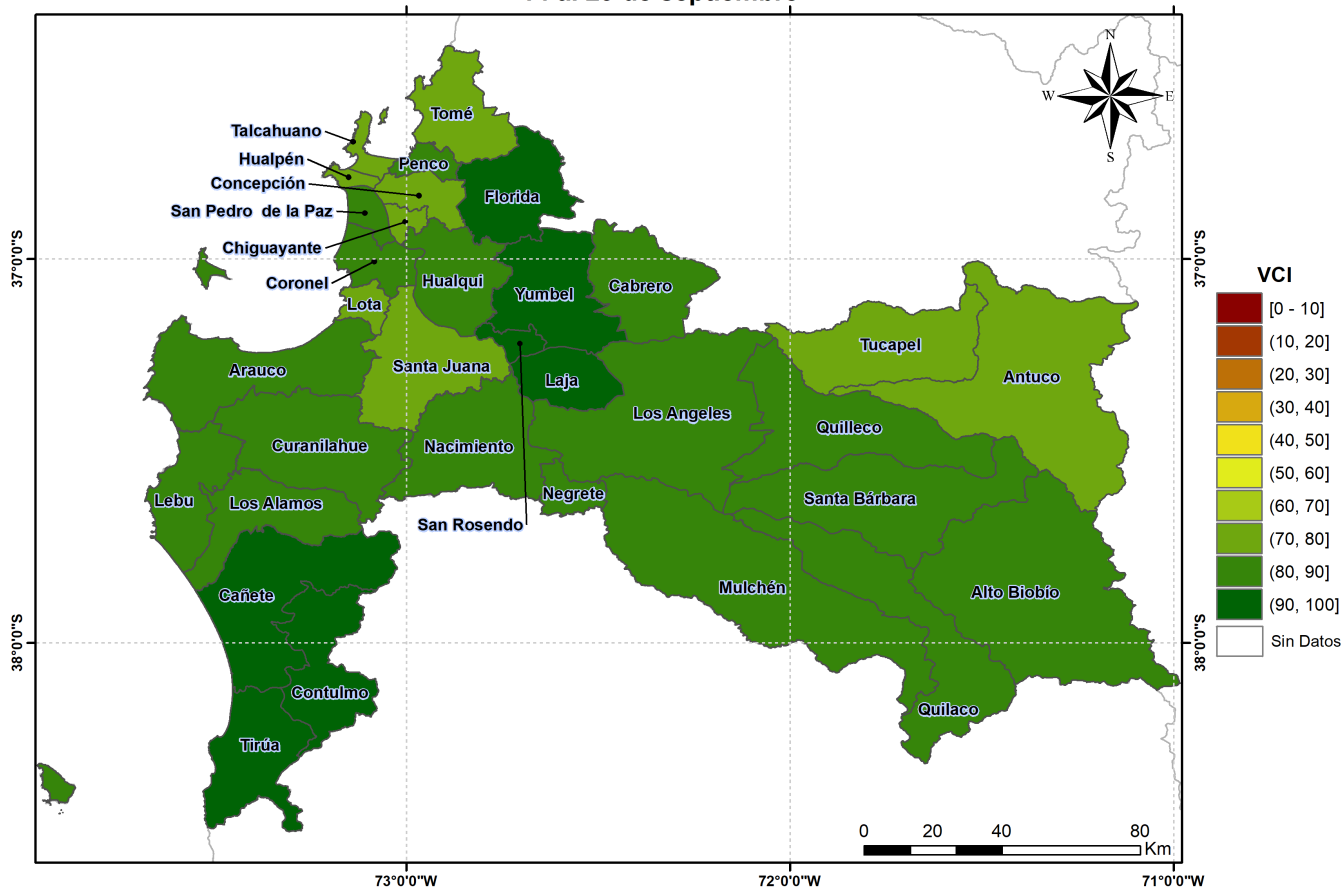 N
W E
S
Tomé
Talcahuano
Hualpén
Penco
Concepción
Florida
San Pedro de la Paz
Chiguayante
Coronel
Hualqui
Yumbel
Cabrero
Lota
Tucapel
Arauco
Santa Juana
Laja
Antuco
Los Angeles
Curanilahue
Nacimiento
Quilleco
Lebu
Los Alamos
Negrete
Santa Bárbara
San Rosendo
Cañete
Mulchén
Alto Biobío
Contulmo
Quilaco
Tirúa
VCI
[0 - 10]
(10, 20]
(20, 30]
(30, 40]
(40, 50]
(50, 60]
(60, 70]
(70, 80]
(80, 90]
(90, 100]
Sin Datos
37°0'0"S
37°0'0"S
38°0'0"S
38°0'0"S
0 20 40 80
Km
73°0'0"W
72°0'0"W
71°0'0"W